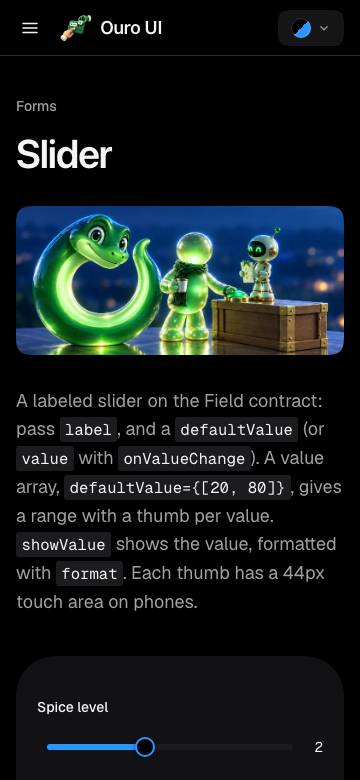 Ouro UI
Forms
Slider
A labeled slider on the Field contract:
pass label, and a defaultValue (or
value with onValueChange). A value
array, defaultValue={[20, 80]}, gives
a range with a thumb per value.
showValue shows the value, formatted
with format. Each thumb has a 44px
touch area on phones.
Spice level
2